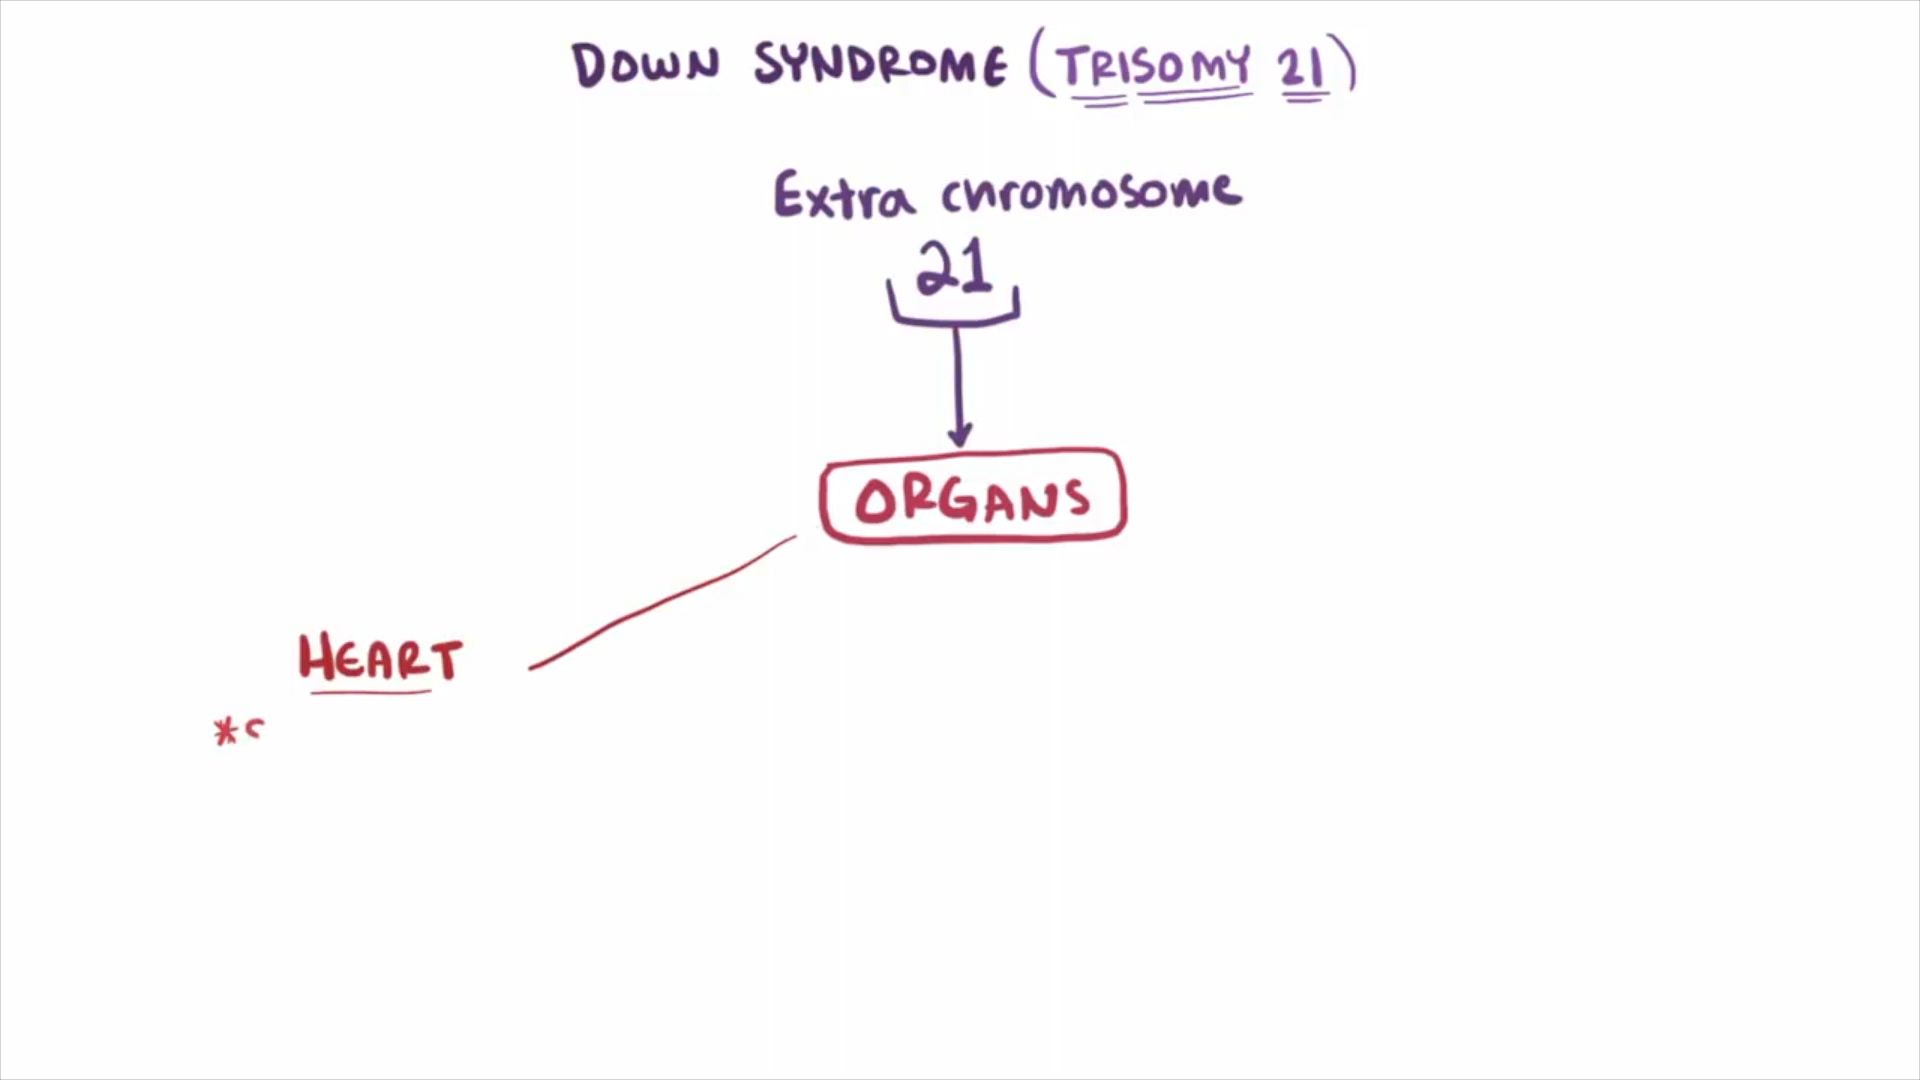 DOWN SYNDROME (TRISOMY 21)
Extra chromosome
21
ORGANS
HEART
*